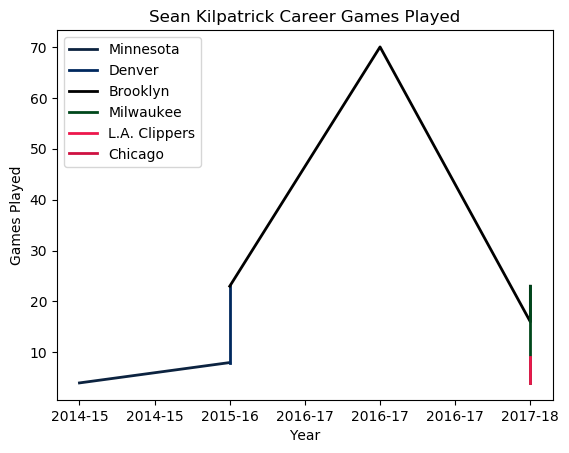 Sean Kilpatrick Career Games Played
Minnesota
Denver
Brooklyn
Milwaukee
L.A. Clippers
Chicago
70
60
50
40
30
20
10
Games Played
2014-15 2014-15 2015-16 2016-17 2016-17 2016-17 2017-18
Year